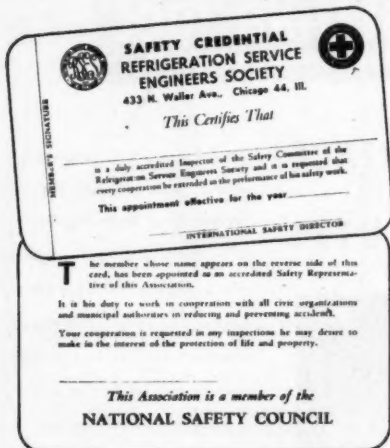 SAFETY CREDENTIAL
REFRIGERATION SERVICE
ENGINEERS SOCIETY
433 N. Waller Ave., Chicago 44, Ill.
This Certifies That
MEMBER'S SIGNATURE
is a duly accredited Inspector of the Safety Committee of the
Refrigeration Service Engineers Society and it is requested that
every cooperation be extended in the performance of his safety work.
This appointment effective for the year
INTERNATIONAL SAFETY DIRECTOR
The member whose name appears on the reverse side of this
card, has been appointed as an accredited Safety Representa-
tive of this Association.
It is his duty to work in cooperation with all civic organizations
and municipal authorities in reducing and preventing accidents.
Your cooperation is requested in any inspections he may desire to
make in the interest of the protection of life and property.
This Association is a member of the
NATIONAL SAFETY COUNCIL